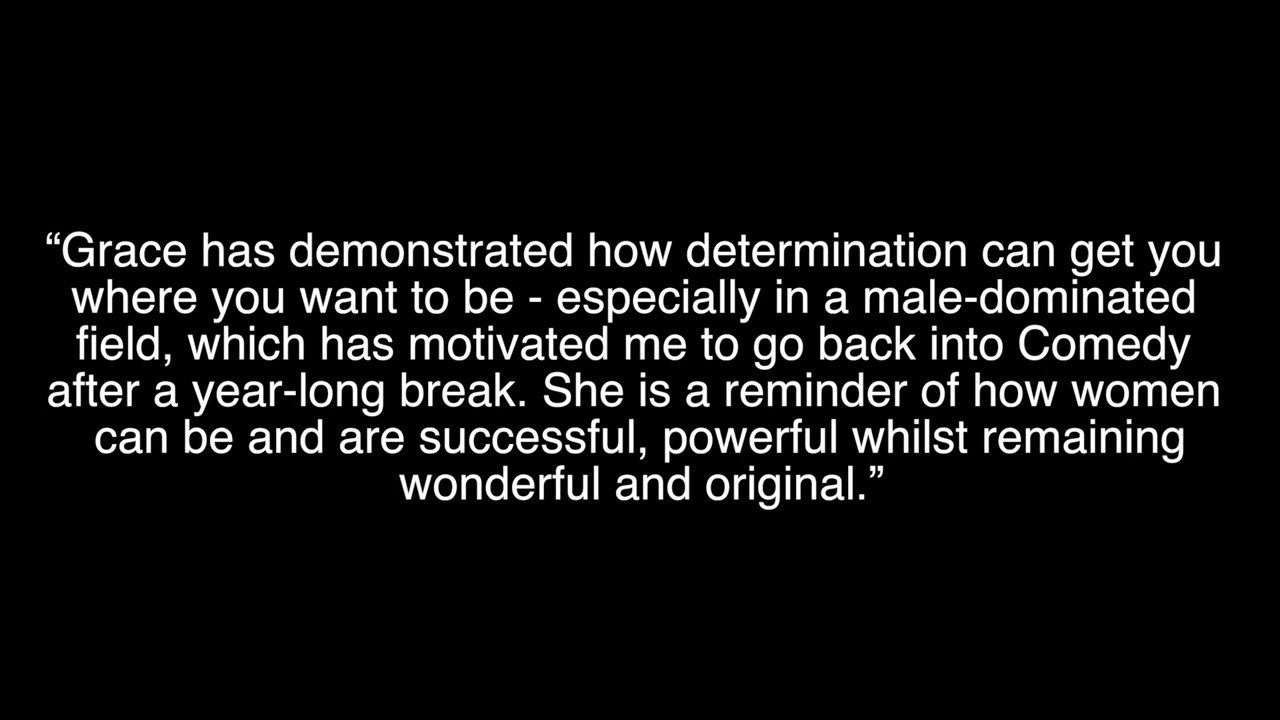 “Grace has demonstrated how determination can get you
where you want to be - especially in a male-dominated
field, which has motivated me to go back into Comedy
after a year-long break. She is a reminder of how women
can be and are successful, powerful whilst remaining
wonderful and original.”